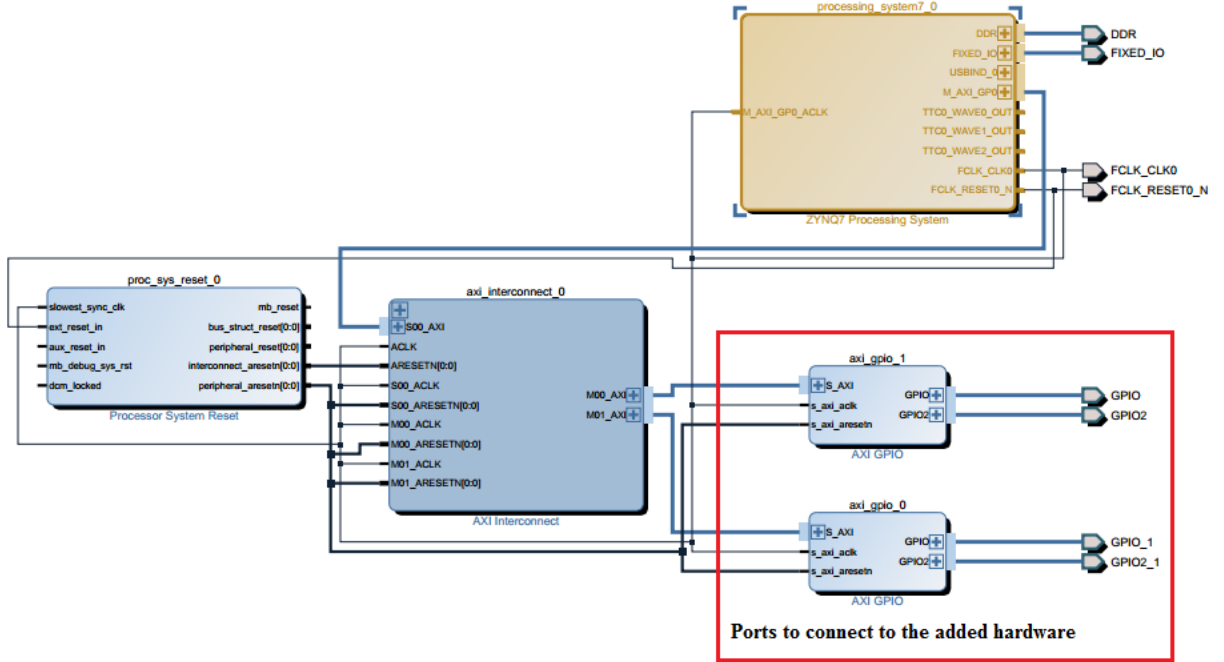 processing_system7_0
DDR
FIXED_IO
USBIND_0
M_AXI_GP0
M_AXI_GP0_ACLK
TTC0_WAVE0_OUT
TTC0_WAVE1_OUT
TTC0_WAVE2_OUT
FCLK_CLK0
FCLK_RESET0_N
ZYNQ7 Processing System
DDR
FIXED_IO
FCLK_CLK0
FCLK_RESET0_N
proc_sys_reset_0
slowest_sync_clk
ext_reset_in
aux_reset_in
mb_debug_sys_rst
dcm_locked
mb_reset
bus_struct_reset[0:0]
peripheral_reset[0:0]
interconnect_aresetn[0:0]
peripheral_aresetn[0:0]
Processor System Reset
axi_interconnect_0
S00_AXI
ACLK
ARESETN[0:0]
S00_ACLK
S00_ARESETN[0:0]
M00_ACLK
M00_ARESETN[0:0]
M01_ACLK
M01_ARESETN[0:0]
M00_AXI
M01_AXI
AXI Interconnect
axi_gpio_1
S_AXI
s_axi_aclk
s_axi_aresetn
GPIO
GPIO2
AXI GPIO
GPIO
GPIO2
axi_gpio_0
S_AXI
s_axi_aclk
s_axi_aresetn
GPIO
GPIO2
AXI GPIO
GPIO_1
GPIO2_1
Ports to connect to the added hardware